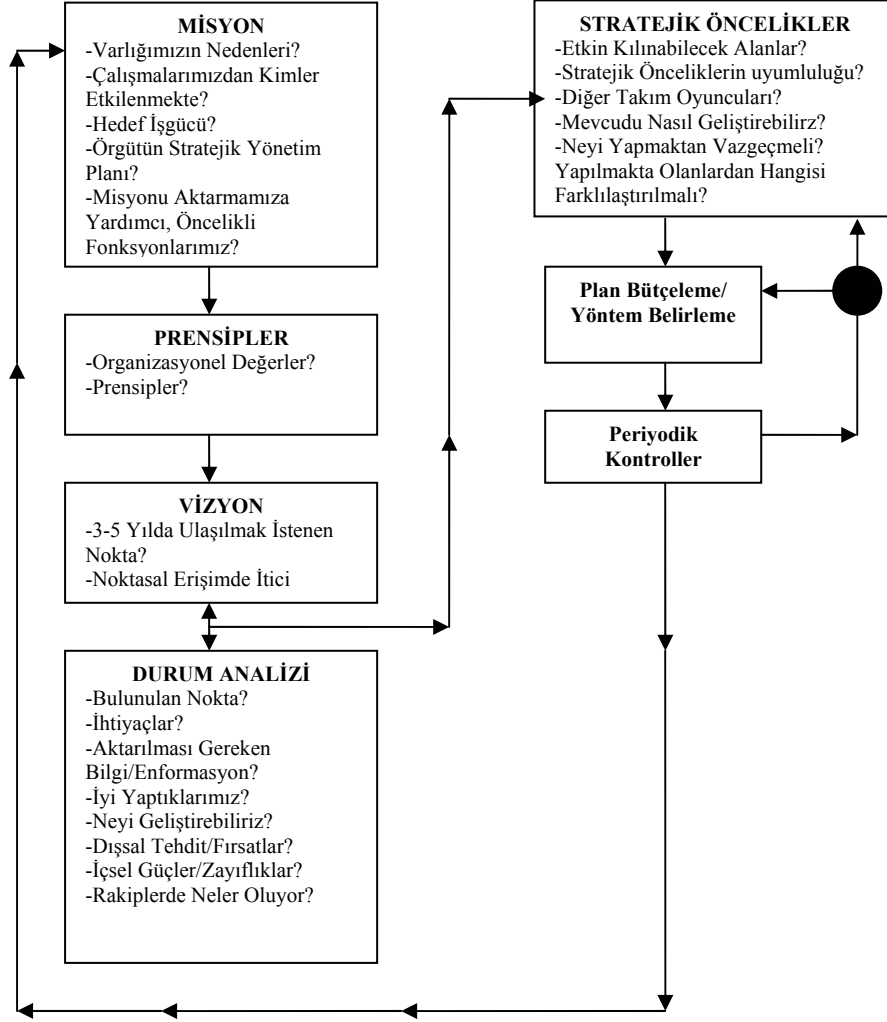 MİSYON
-Varlığımızın Nedenleri?
-Çalışmalarımızdan Kimler
Etkilenmekte?
-Hedef İşgücü?
-Örgütün Stratejik Yönetim
Planı?
-Misyonu Aktarmamıza
Yardımcı, Öncelikli
Fonksyonlarımız?
PRENSİPLER
-Organizasyonel Değerler?
-Prensipler?
VİZYON
-3-5 Yılda Ulaşılmak İstenen
Nokta?
-Noktasal Erişimde İtici
DURUM ANALİZİ
-Bulunulan Nokta?
-İhtiyaçlar?
-Aktarılması Gereken
Bilgi/Enformasyon?
-İyi Yaptıklarımız?
-Neyi Geliştirebiliriz?
-Dışsal Tehdit/Fırsatlar?
-İçsel Güçler/Zayıflıklar?
-Rakiplerde Neler Oluyor?
STRATEJİK ÖNCELİKLER
-Etkin Kılınabilecek Alanlar?
-Stratejik Önceliklerin uyumluluğu?
-Diğer Takım Oyuncuları?
-Mevcudu Nasıl Geliştirebilirz?
-Neyi Yapmaktan Vazgeçmeli?
Yapılmakta Olanlardan Hangisi
Farklılaştırılmalı?
Plan Bütçeleme/
Yöntem Belirleme
Periyodik
Kontroller